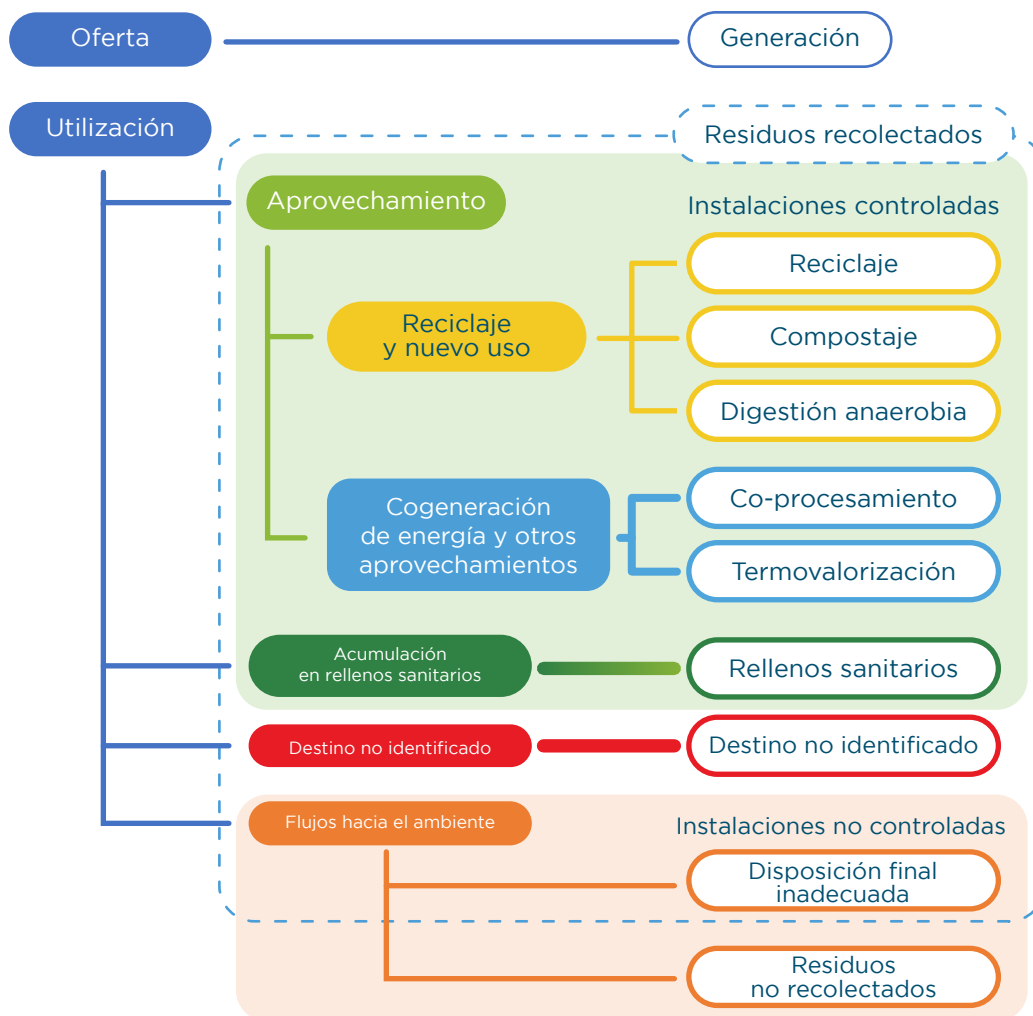 Oferta
Generación
Utilización
Residuos recolectados
Aprovechamiento
Instalaciones controladas
Reciclaje
y nuevo uso
Reciclaje
Compostaje
Digestión anaerobia
Cogeneración
de energía y otros
aprovechamientos
Co-procesamiento
Termovalorización
Acumulación
en rellenos sanitarios
Rellenos sanitarios
Destino no identificado
Destino no identificado
Flujos hacia el ambiente
Instalaciones no controladas
Disposición final
inadecuada
Residuos
no recolectados